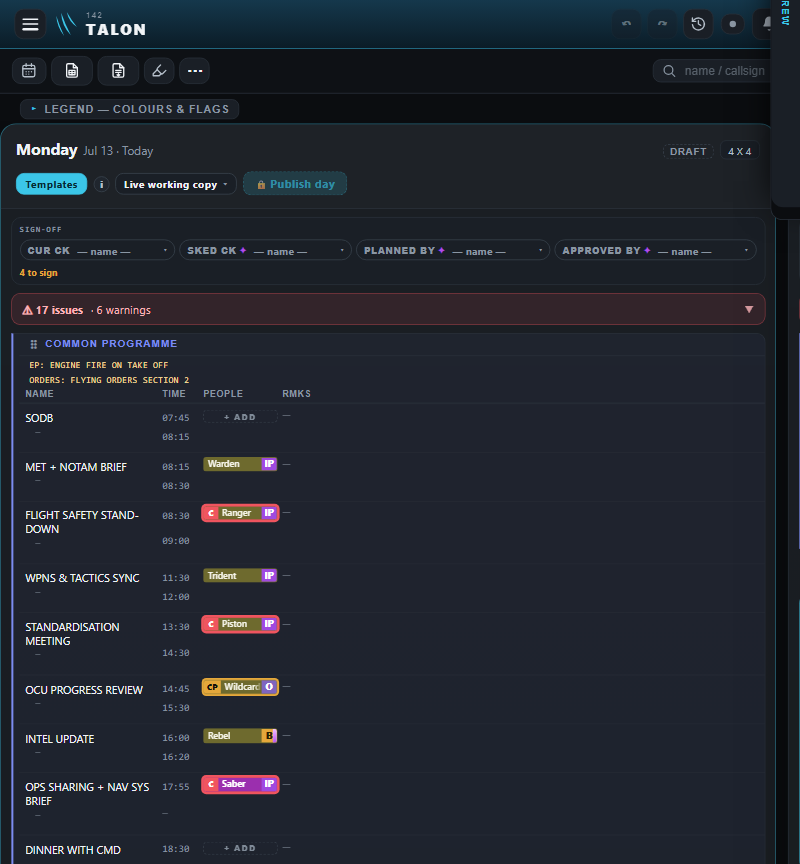 142
TALON
REW
name / callsign
LEGEND — COLOURS & FLAGS
Monday Jul 13 · Today
DRAFT 4 X 4
Templates i Live working copy Publish day
SIGN-OFF
CUR CK — name — SKED CK — name — PLANNED BY — name — APPROVED BY — name —
4 to sign
17 issues · 6 warnings
COMMON PROGRAMME
EP: ENGINE FIRE ON TAKE OFF
ORDERS: FLYING ORDERS SECTION 2
NAME TIME PEOPLE RMKS
SODB 07:45 + ADD —
— 08:15
MET + NOTAM BRIEF 08:15 Warden IP —
— 08:30
FLIGHT SAFETY STAND- 08:30 C Ranger IP —
DOWN
— 09:00
WPNS & TACTICS SYNC 11:30 Trident IP —
— 12:00
STANDARDISATION 13:30 C Piston IP —
MEETING
— 14:30
OCU PROGRESS REVIEW 14:45 CP Wildcard O —
— 15:30
INTEL UPDATE 16:00 Rebel B —
— 16:20
OPS SHARING + NAV SYS 17:55 C Saber IP —
BRIEF
— —
DINNER WITH CMD 18:30 + ADD —